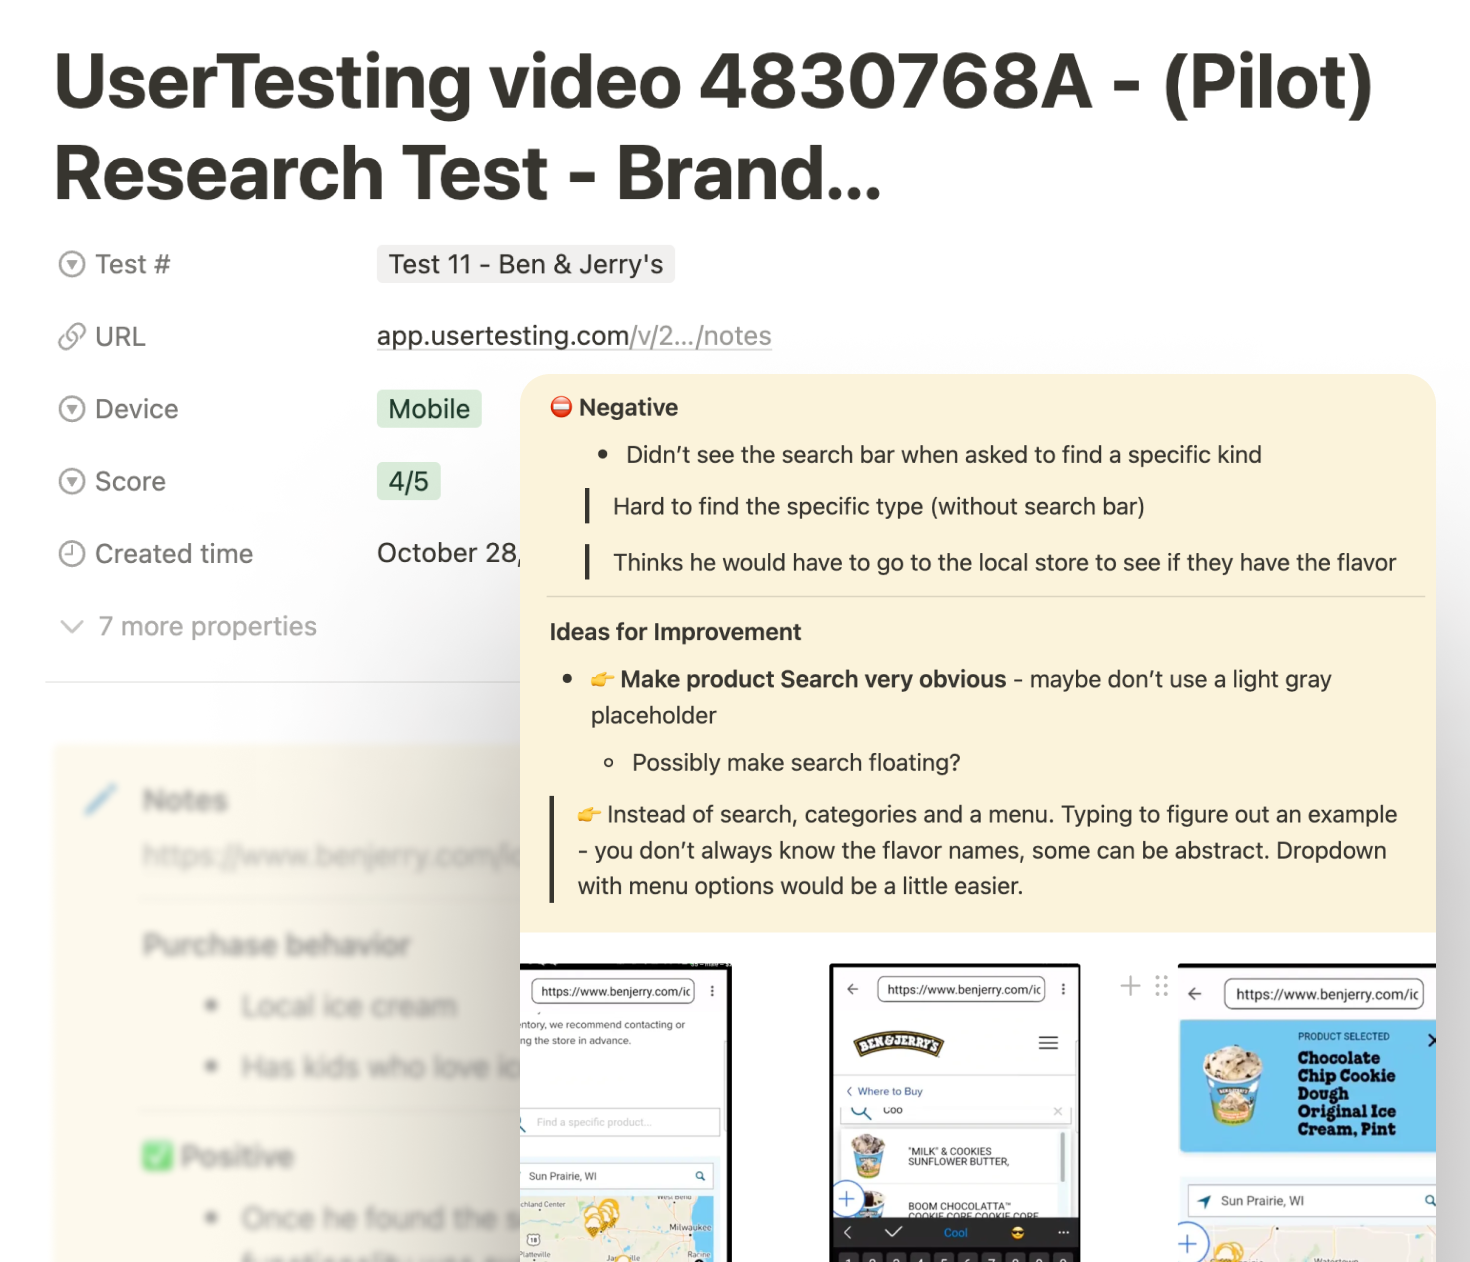 UserTesting video 4830768A - (Pilot)
Research Test - Brand...
Test #
Test 11 - Ben & Jerry's
URL
app.usertesting.com/v/2.../notes
Device
Mobile
Score
4/5
Created time
October 28,
7 more properties
Notes
https://www.benjerry.com/ic
Purchase behavior
Local ice cream
Has kids who love ic
✅ Positive
Once he found the s
⛔ Negative
• Didn’t see the search bar when asked to find a specific kind
Hard to find the specific type (without search bar)
Thinks he would have to go to the local store to see if they have the flavor
Ideas for Improvement
• 👉 Make product Search very obvious - maybe don’t use a light gray
placeholder
◦ Possibly make search floating?
👉 Instead of search, categories and a menu. Typing to figure out an example
- you don’t always know the flavor names, some can be abstract. Dropdown
with menu options would be a little easier.
https://www.benjerry.com/ic
ntory, we recommend contacting or
ng the store in advance.
Find a specific product...
Sun Prairie, WI
chland Center
West Bend
18
Milwaukee
Platteville
Racine
https://www.benjerry.com/ic
BEN & JERRY'S
Where to Buy
Coo
"MILK" & COOKIES
SUNFLOWER BUTTER,
BOOM CHOCOLATTA™
COOKIE CORE COOKIE CORE
Cool
😎
https://www.benjerry.com/ic
PRODUCT SELECTED
Chocolate
Chip Cookie
Dough
Original Ice
Cream, Pint
Sun Prairie, WI
Watertown